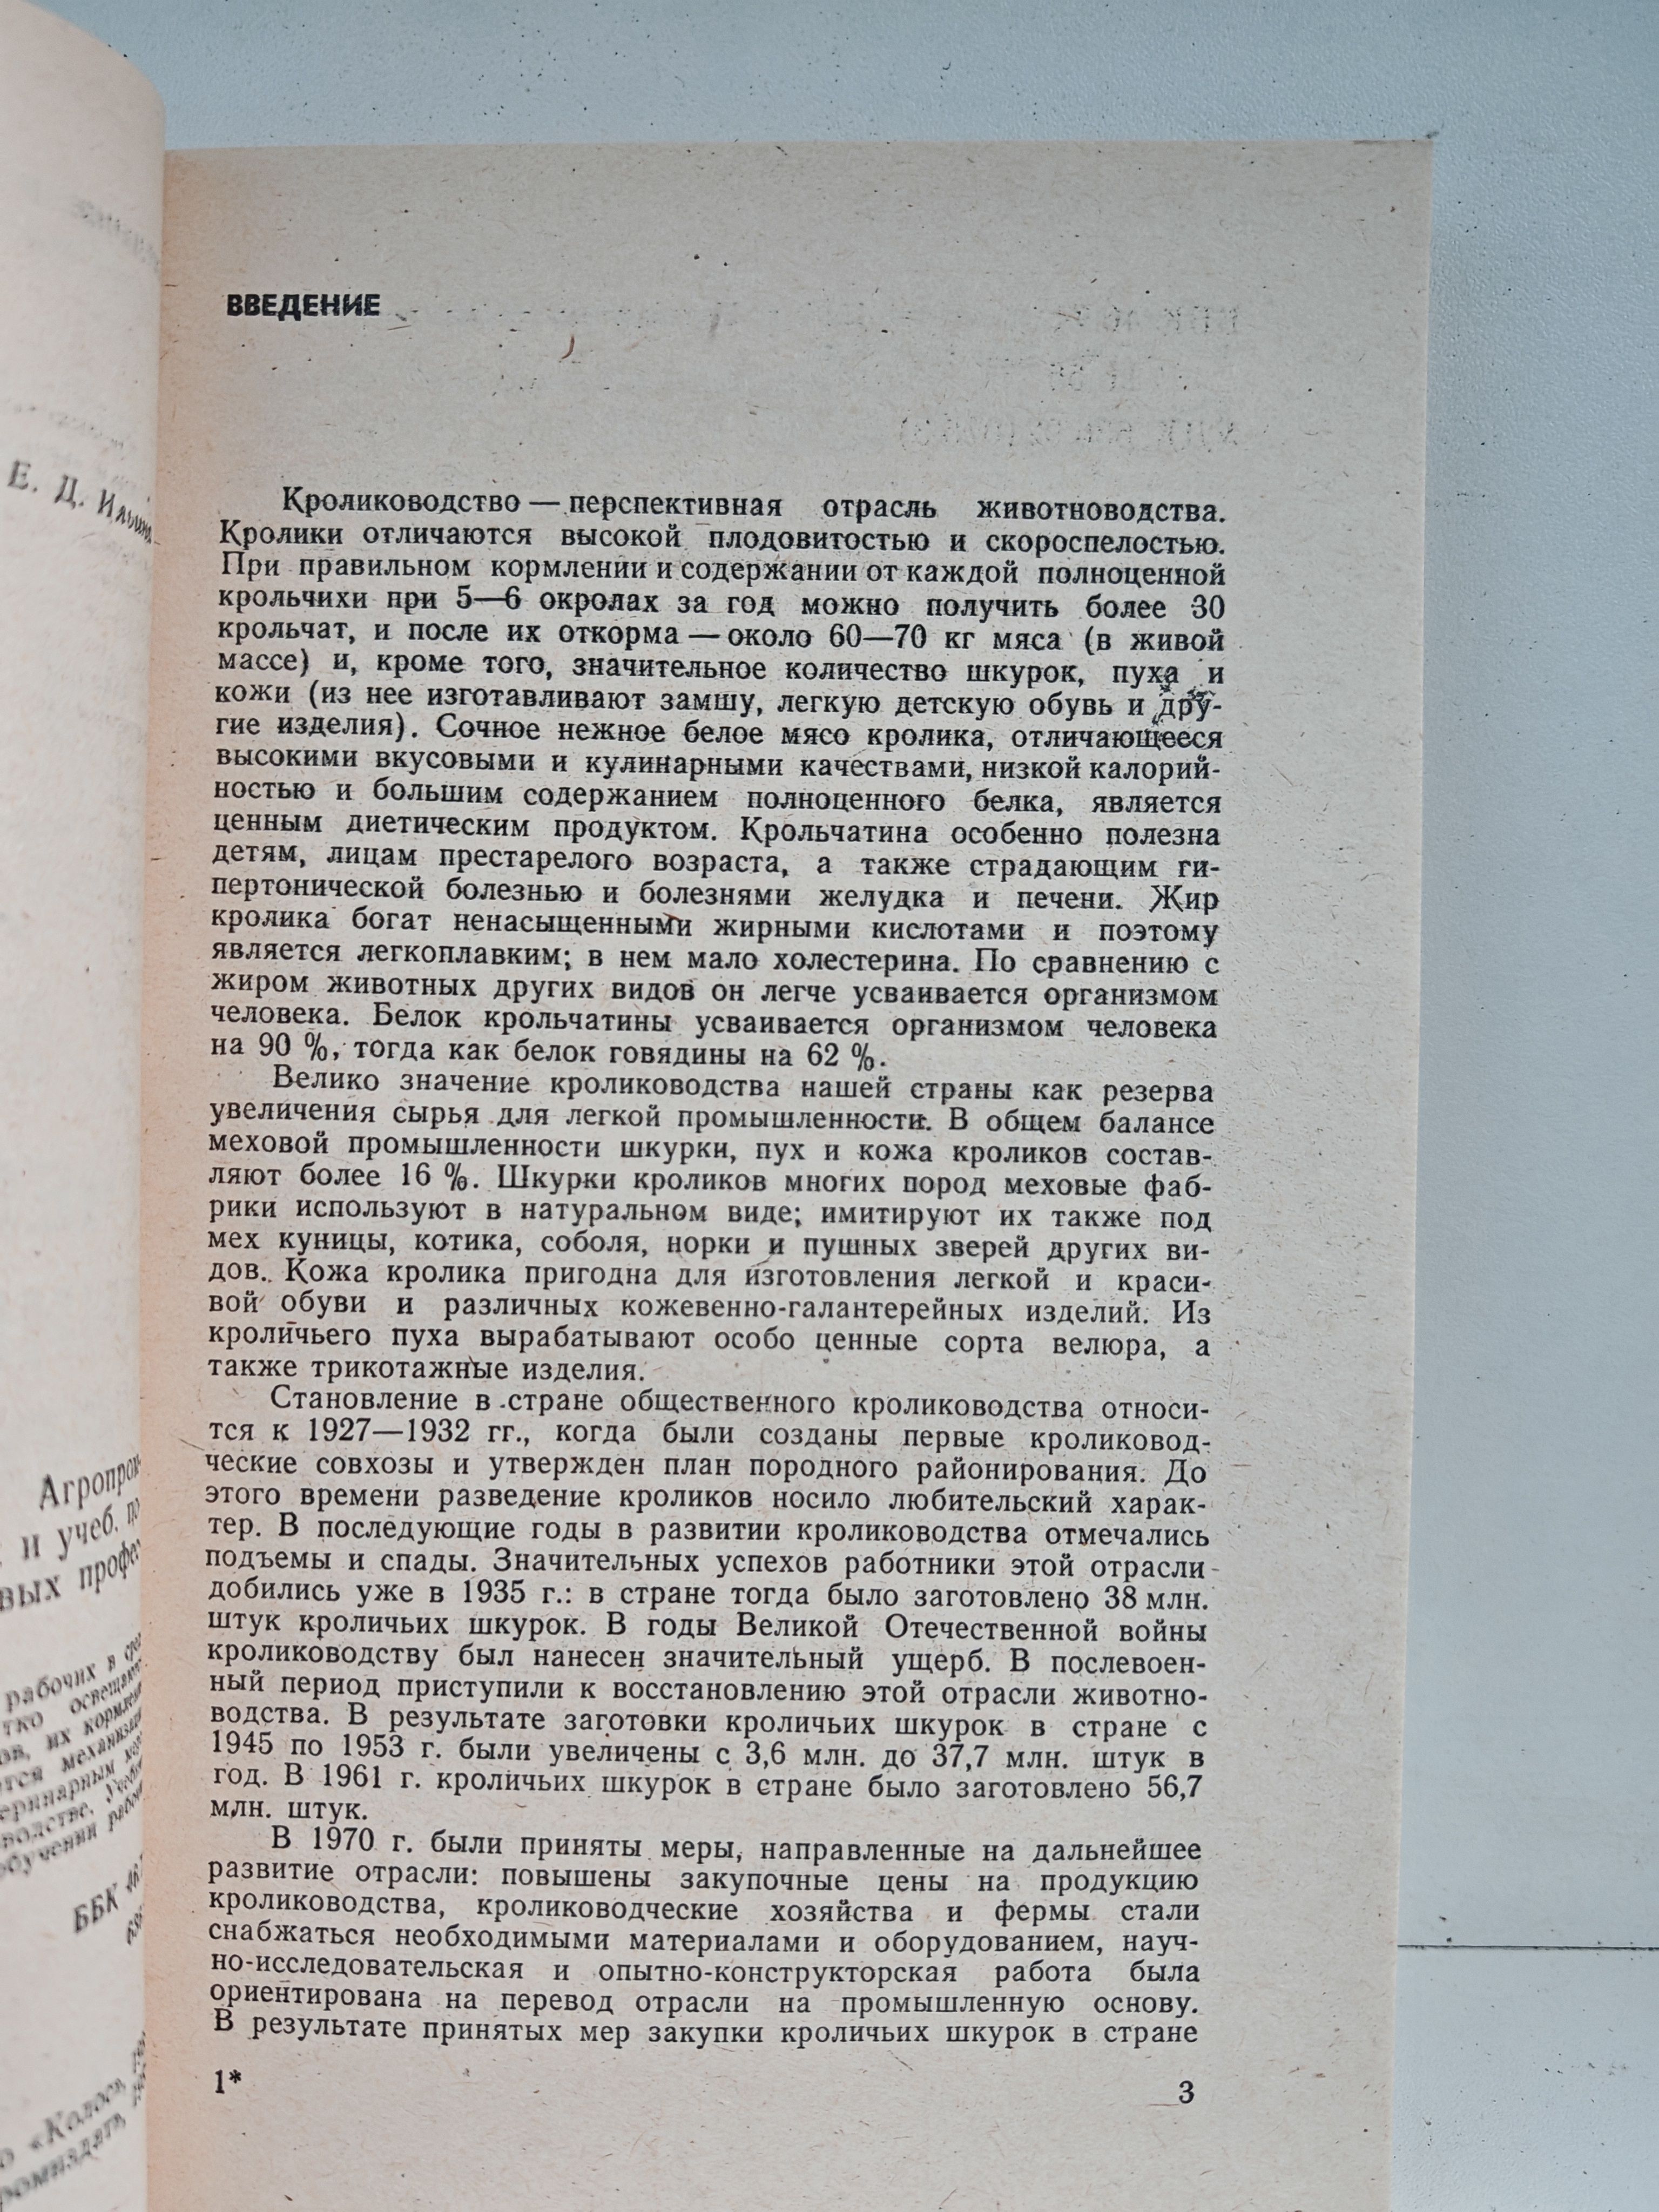 Е. Д. Ильина
Агропром
и учеб. по
вых профес
рабочих в
освещают
их кормлени
механизаци
ББК 46.
«Колос»,
ВВЕДЕНИЕ
Кролиководство — перспективная отрасль животноводства.
Кролики отличаются высокой плодовитостью и скороспелостью.
При правильном кормлении и содержании от каждой полноценной
крольчихи при 5—6 окролах за год можно получить более 30
крольчат, и после их откорма — около 60—70 кг мяса (в живой
массе) и, кроме того, значительное количество шкурок, пуха и
кожи (из нее изготавливают замшу, легкую детскую обувь и дру-
гие изделия). Сочное нежное белое мясо кролика, отличающееся
высокими вкусовыми и кулинарными качествами, низкой калорий-
ностью и большим содержанием полноценного белка, является
ценным диетическим продуктом. Крольчатина особенно полезна
детям, лицам престарелого возраста, а также страдающим ги-
пертонической болезнью и болезнями желудка и печени. Жир
кролика богат ненасыщенными жирными кислотами и поэтому
является легкоплавким; в нем мало холестерина. По сравнению с
жиром животных других видов он легче усваивается организмом
человека. Белок крольчатины усваивается организмом человека
на 90 %, тогда как белок говядины на 62 %.
Велико значение кролиководства нашей страны как резерва
увеличения сырья для легкой промышленности. В общем балансе
меховой промышленности шкурки, пух и кожа кроликов состав-
ляют более 16 %. Шкурки кроликов многих пород меховые фаб-
рики используют в натуральном виде; имитируют их также под
мех куницы, котика, соболя, норки и пушных зверей других ви-
дов. Кожа кролика пригодна для изготовления легкой и краси-
вой обуви и различных кожевенно-галантерейных изделий. Из
кроличьего пуха вырабатывают особо ценные сорта велюра, а
также трикотажные изделия.
Становление в стране общественного кролиководства относи-
тся к 1927—1932 гг., когда были созданы первые кроликовод-
ческие совхозы и утвержден план породного районирования. До
этого времени разведение кроликов носило любительский харак-
тер. В последующие годы в развитии кролиководства отмечались
подъемы и спады. Значительных успехов работники этой отрасли
добились уже в 1935 г.: в стране тогда было заготовлено 38 млн.
штук кроличьих шкурок. В годы Великой Отечественной войны
кролиководству был нанесен значительный ущерб. В послевоен-
ный период приступили к восстановлению этой отрасли животно-
водства. В результате заготовки кроличьих шкурок в стране с
1945 по 1953 г. были увеличены с 3,6 млн. до 37,7 млн. штук в
год. В 1961 г. кроличьих шкурок в стране было заготовлено 56,7
млн. штук.
В 1970 г. были приняты меры, направленные на дальнейшее
развитие отрасли: повышены закупочные цены на продукцию
кролиководства, кролиководческие хозяйства и фермы стали
снабжаться необходимыми материалами и оборудованием, науч-
но-исследовательская и опытно-конструкторская работа была
ориентирована на перевод отрасли на промышленную основу.
В результате принятых мер закупки кроличьих шкурок в стране
1*
3